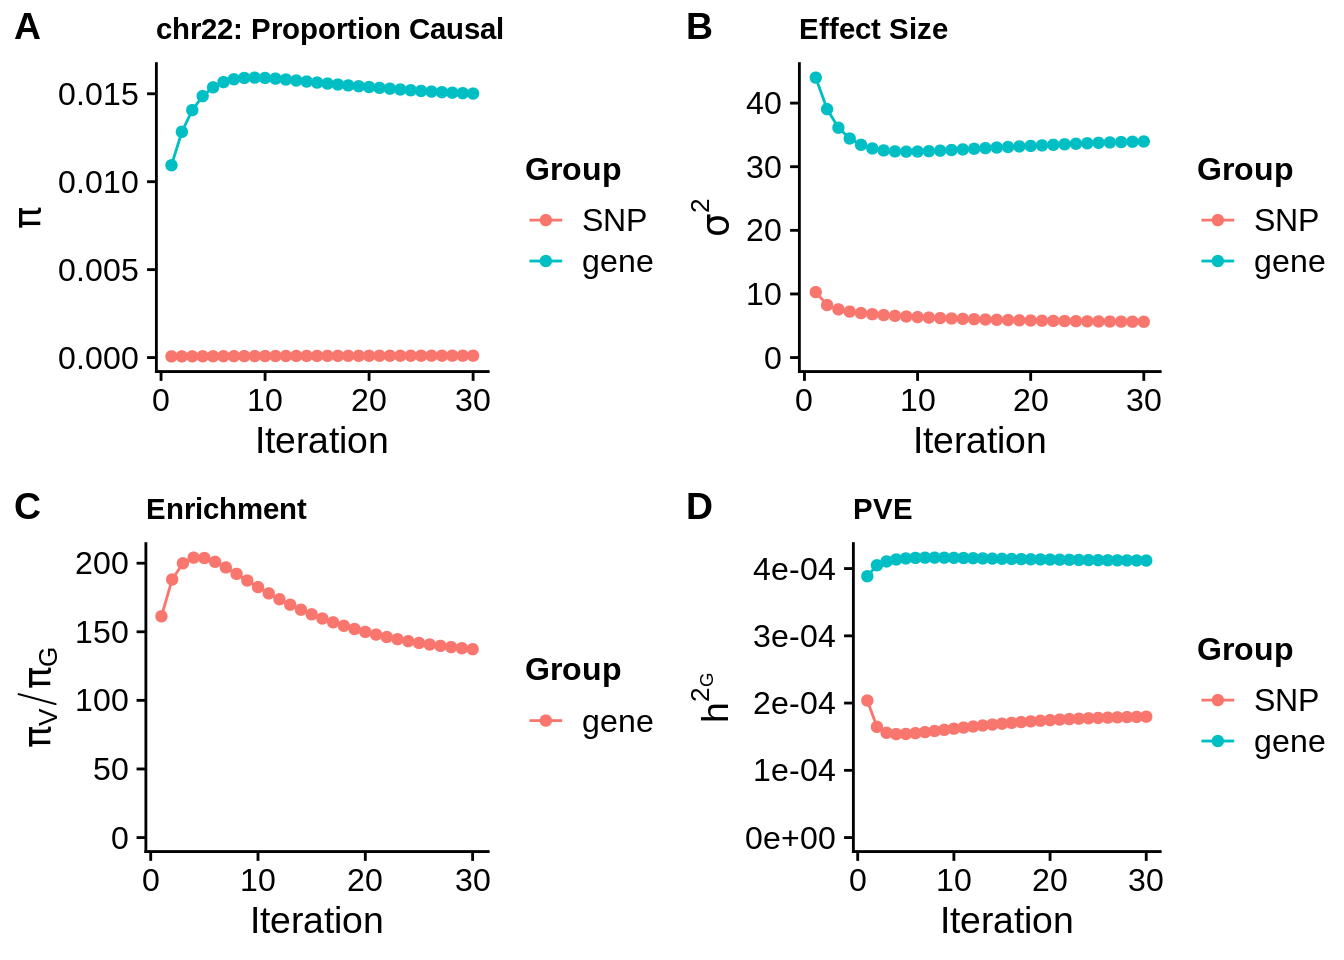 A
chr22: Proportion Causal
π
0.015
0.010
0.005
0.000
0 10 20 30
Iteration
Group
SNP
gene
B
Effect Size
σ²
40
30
20
10
0
0 10 20 30
Iteration
Group
SNP
gene
C
Enrichment
πV/πG
200
150
100
50
0
0 10 20 30
Iteration
Group
gene
D
PVE
h2G
4e-04
3e-04
2e-04
1e-04
0e+00
0 10 20 30
Iteration
Group
SNP
gene